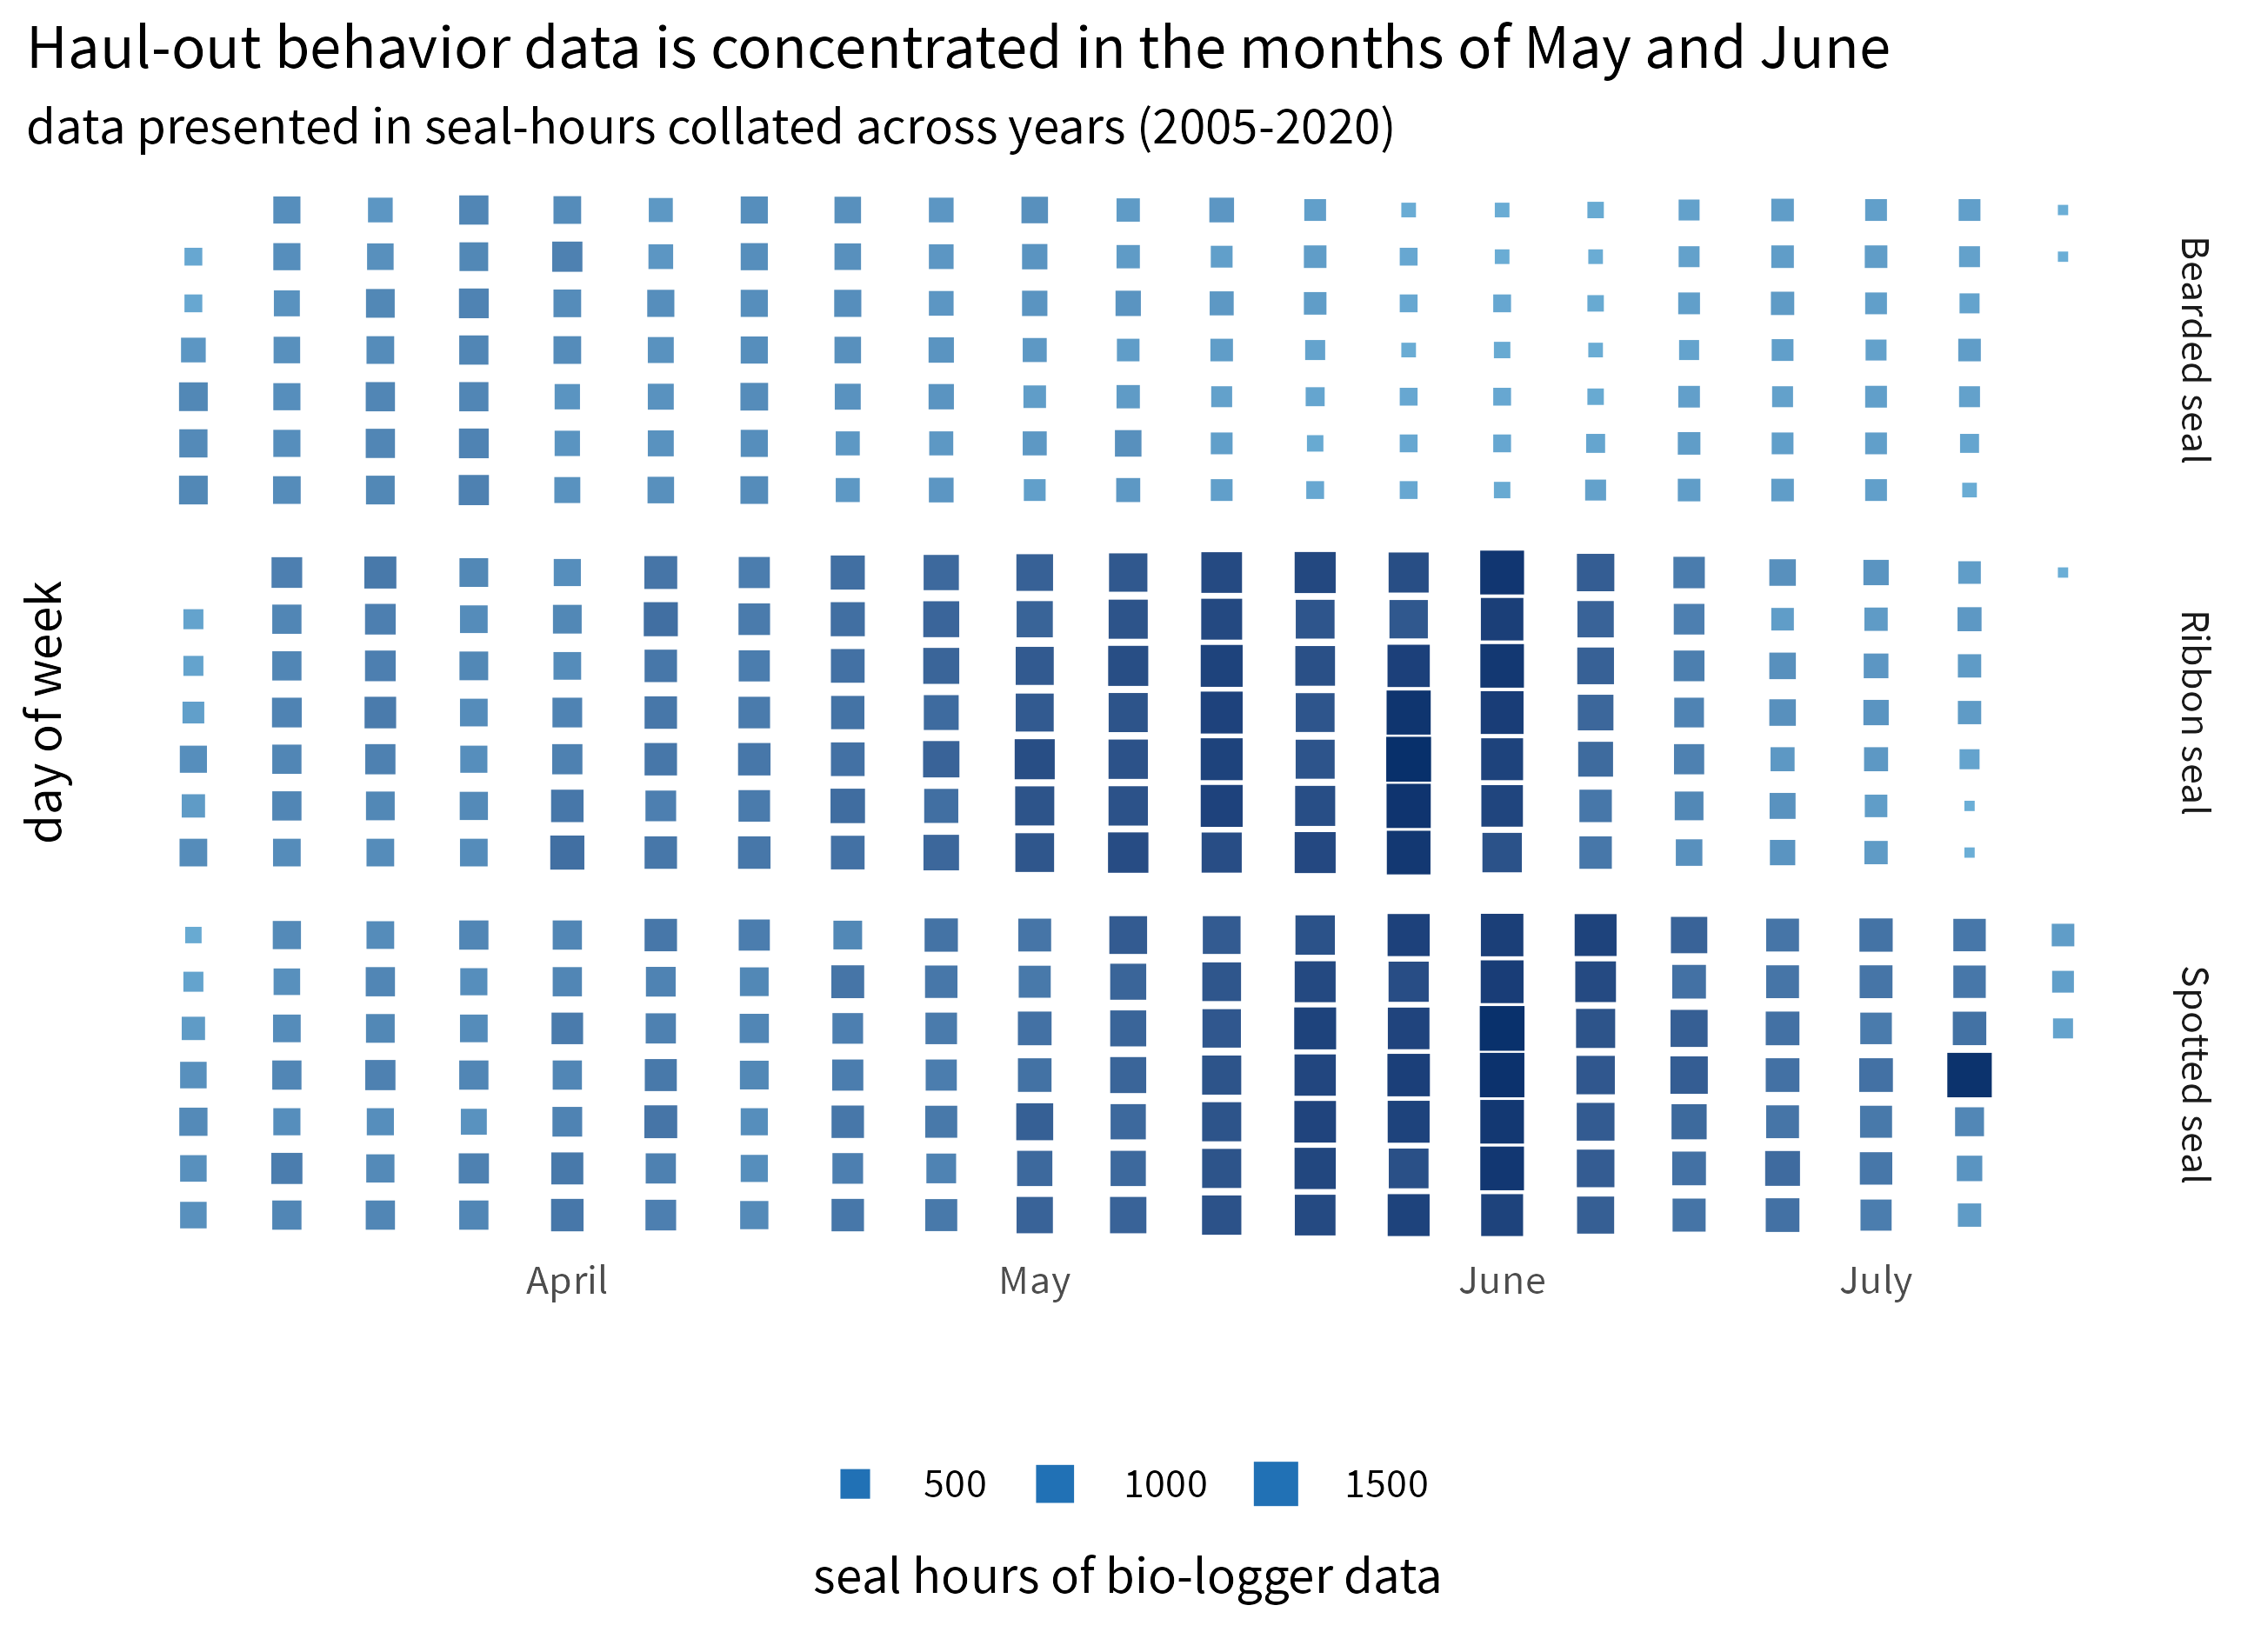 Haul-out behavior data is concentrated in the months of May and June
data presented in seal-hours collated across years (2005-2020)
Bearded seal
day of week
Ribbon seal
Spotted seal
April May June July
500 1000 1500
seal hours of bio-logger data